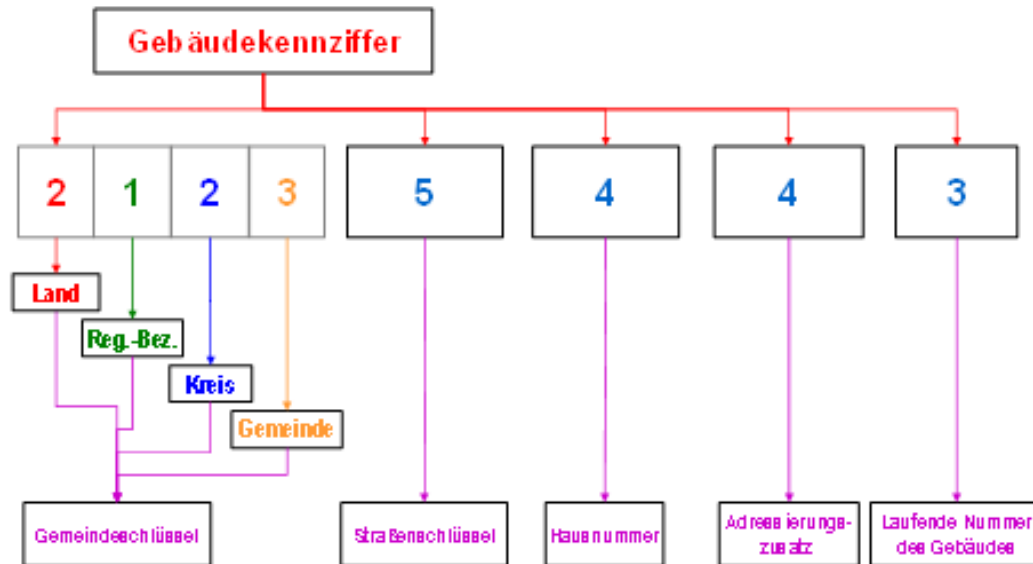 Gebäudekennziffer
2 1 2 3 5 4 4 3
Land
Reg.-Bez.
Kreis
Gemeinde
Gemeindeschlüssel
Straßenschlüssel
Hausnummer
Adressierungs-
zusatz
Laufende Nummer
des Gebäudes